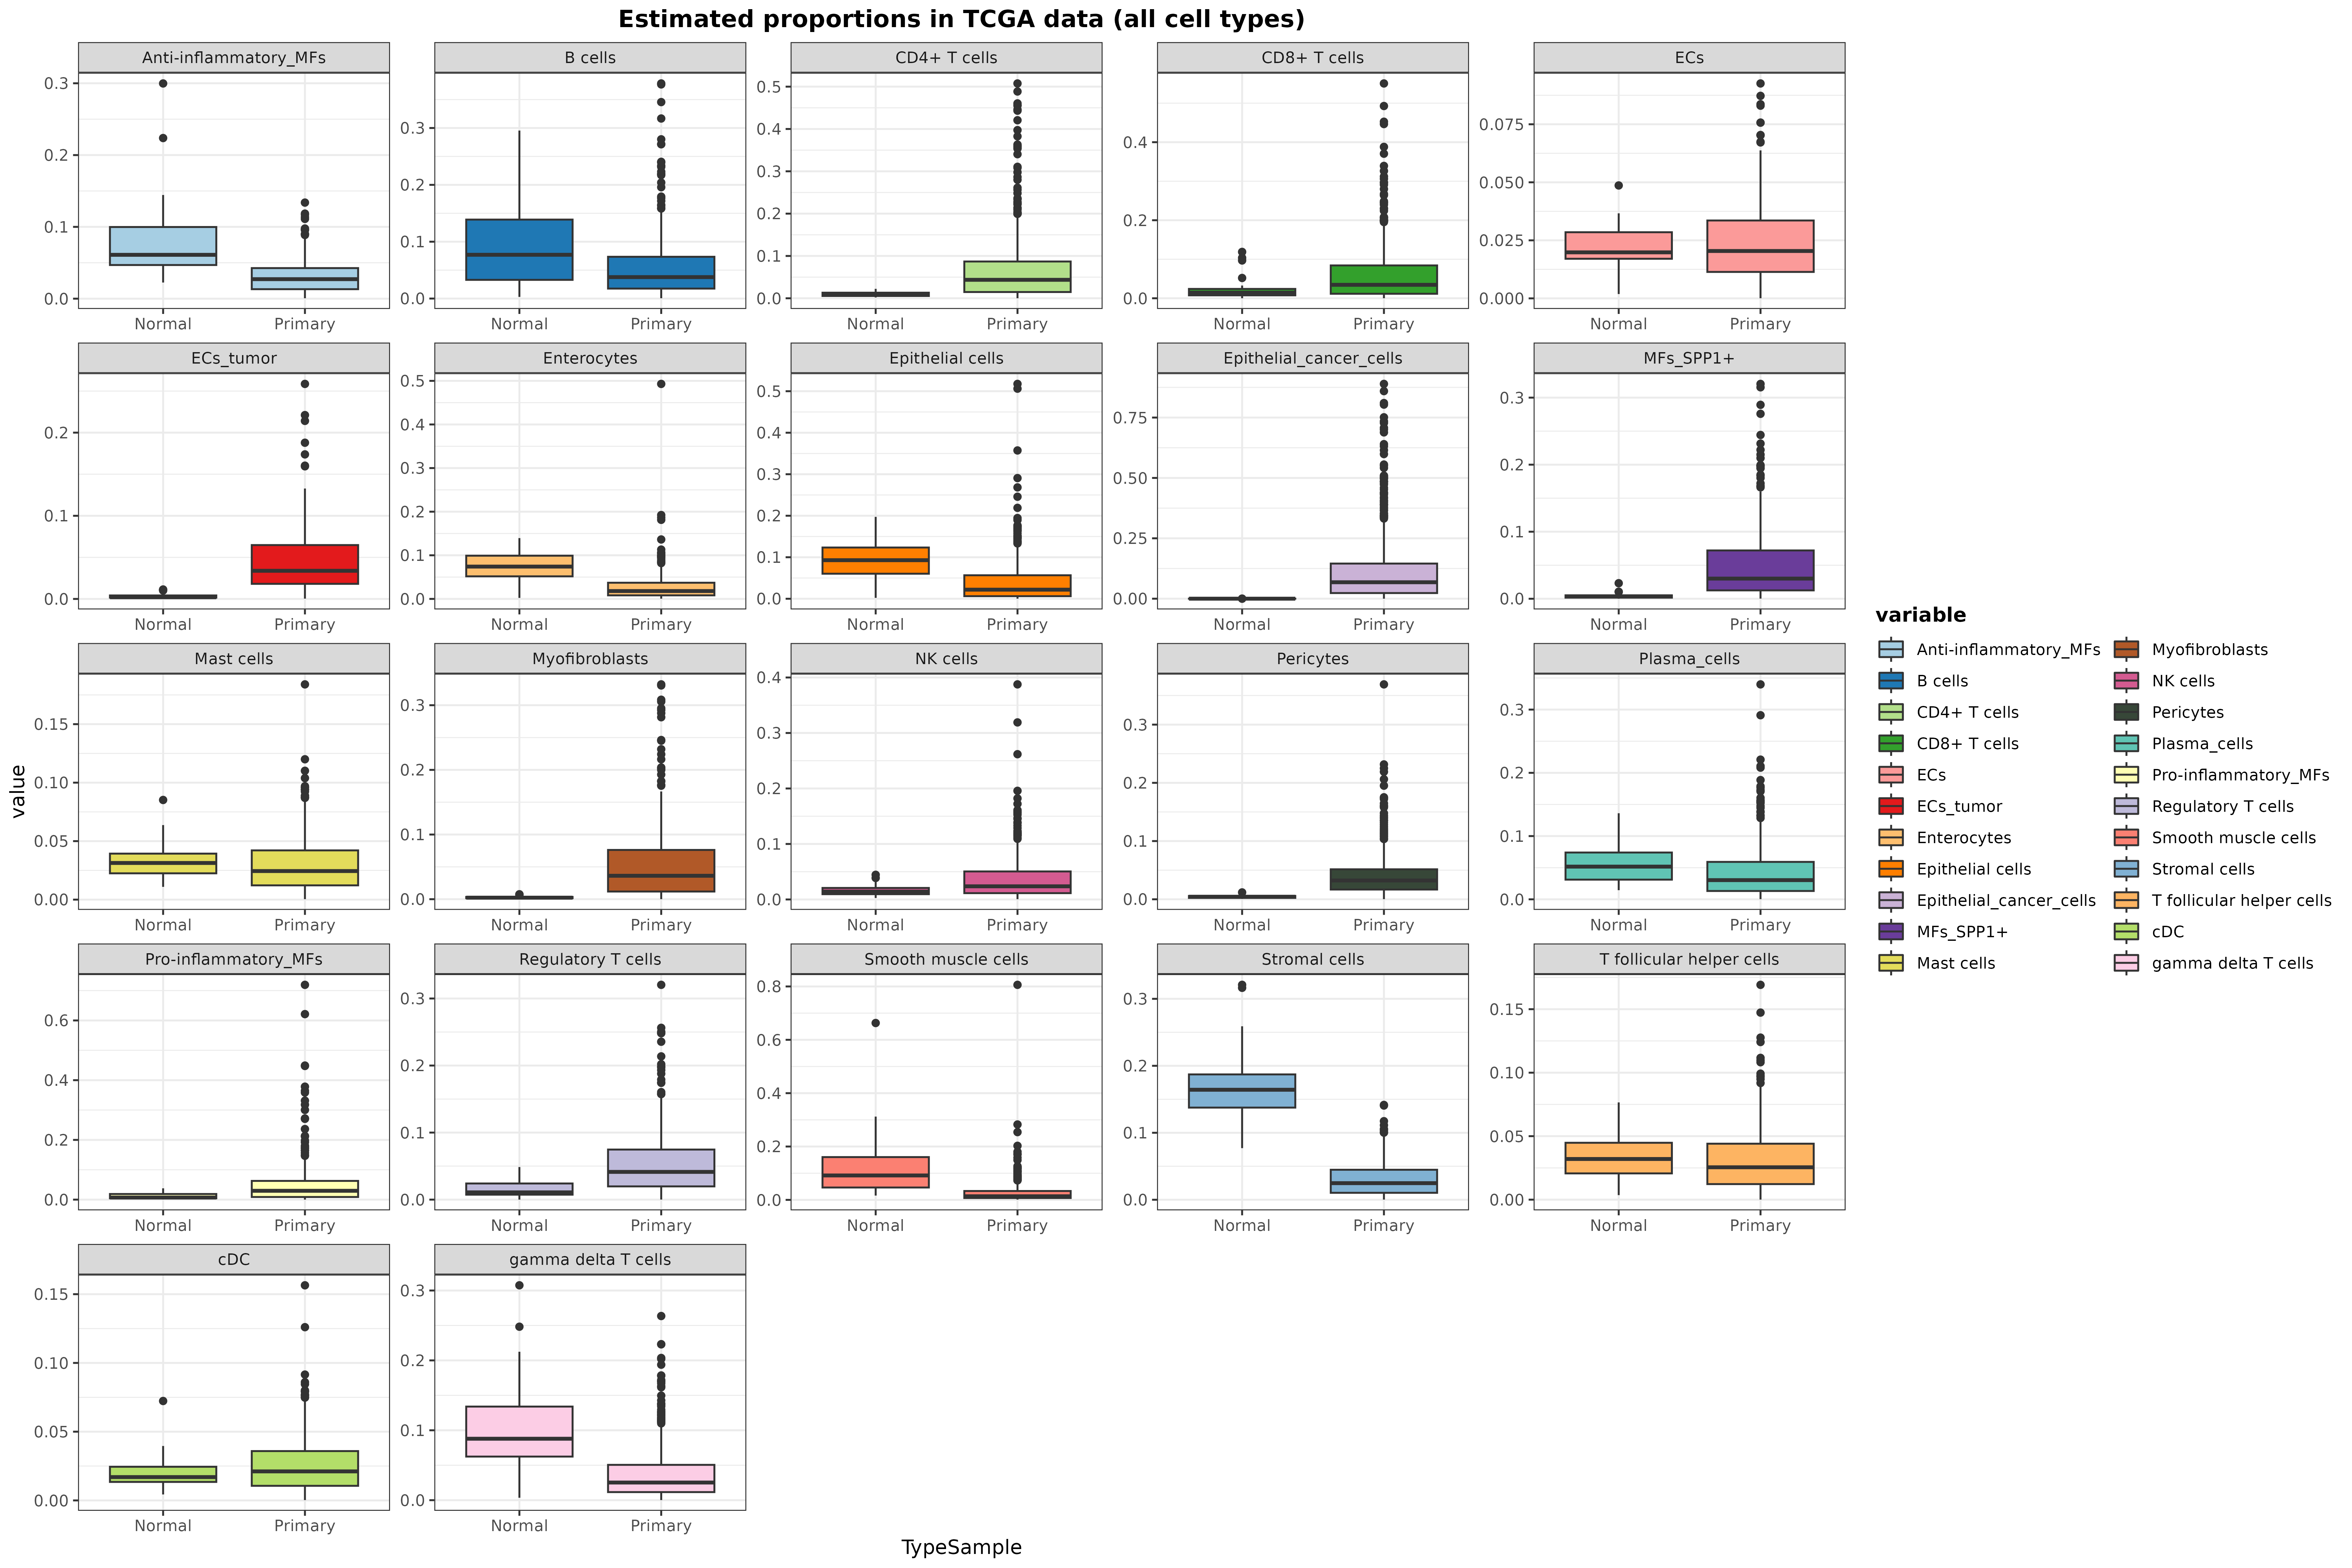 Estimated proportions in TCGA data (all cell types)
Anti-inflammatory_MFs
B cells
CD4+ T cells
CD8+ T cells
ECs
0.3
0.2
0.1
0.0
0.3
0.2
0.1
0.0
0.5
0.4
0.3
0.2
0.1
0.0
0.4
0.2
0.0
0.075
0.050
0.025
0.000
Normal Primary
Normal Primary
Normal Primary
Normal Primary
Normal Primary
ECs_tumor
Enterocytes
Epithelial cells
Epithelial_cancer_cells
MFs_SPP1+
0.2
0.1
0.0
0.5
0.4
0.3
0.2
0.1
0.0
0.5
0.4
0.3
0.2
0.1
0.0
0.75
0.50
0.25
0.00
0.3
0.2
0.1
0.0
Normal Primary
Normal Primary
Normal Primary
Normal Primary
Normal Primary
Mast cells
Myofibroblasts
NK cells
Pericytes
Plasma_cells
0.15
0.10
0.05
0.00
0.3
0.2
0.1
0.0
0.4
0.3
0.2
0.1
0.0
0.3
0.2
0.1
0.0
0.3
0.2
0.1
0.0
Normal Primary
Normal Primary
Normal Primary
Normal Primary
Normal Primary
Pro-inflammatory_MFs
Regulatory T cells
Smooth muscle cells
Stromal cells
T follicular helper cells
0.6
0.4
0.2
0.0
0.3
0.2
0.1
0.0
0.8
0.6
0.4
0.2
0.0
0.3
0.2
0.1
0.0
0.15
0.10
0.05
0.00
Normal Primary
Normal Primary
Normal Primary
Normal Primary
Normal Primary
cDC
gamma delta T cells
0.15
0.10
0.05
0.00
0.3
0.2
0.1
0.0
Normal Primary
Normal Primary
value
TypeSample
variable
Anti-inflammatory_MFs
B cells
CD4+ T cells
CD8+ T cells
ECs
ECs_tumor
Enterocytes
Epithelial cells
Epithelial_cancer_cells
MFs_SPP1+
Mast cells
Myofibroblasts
NK cells
Pericytes
Plasma_cells
Pro-inflammatory_MFs
Regulatory T cells
Smooth muscle cells
Stromal cells
T follicular helper cells
cDC
gamma delta T cells